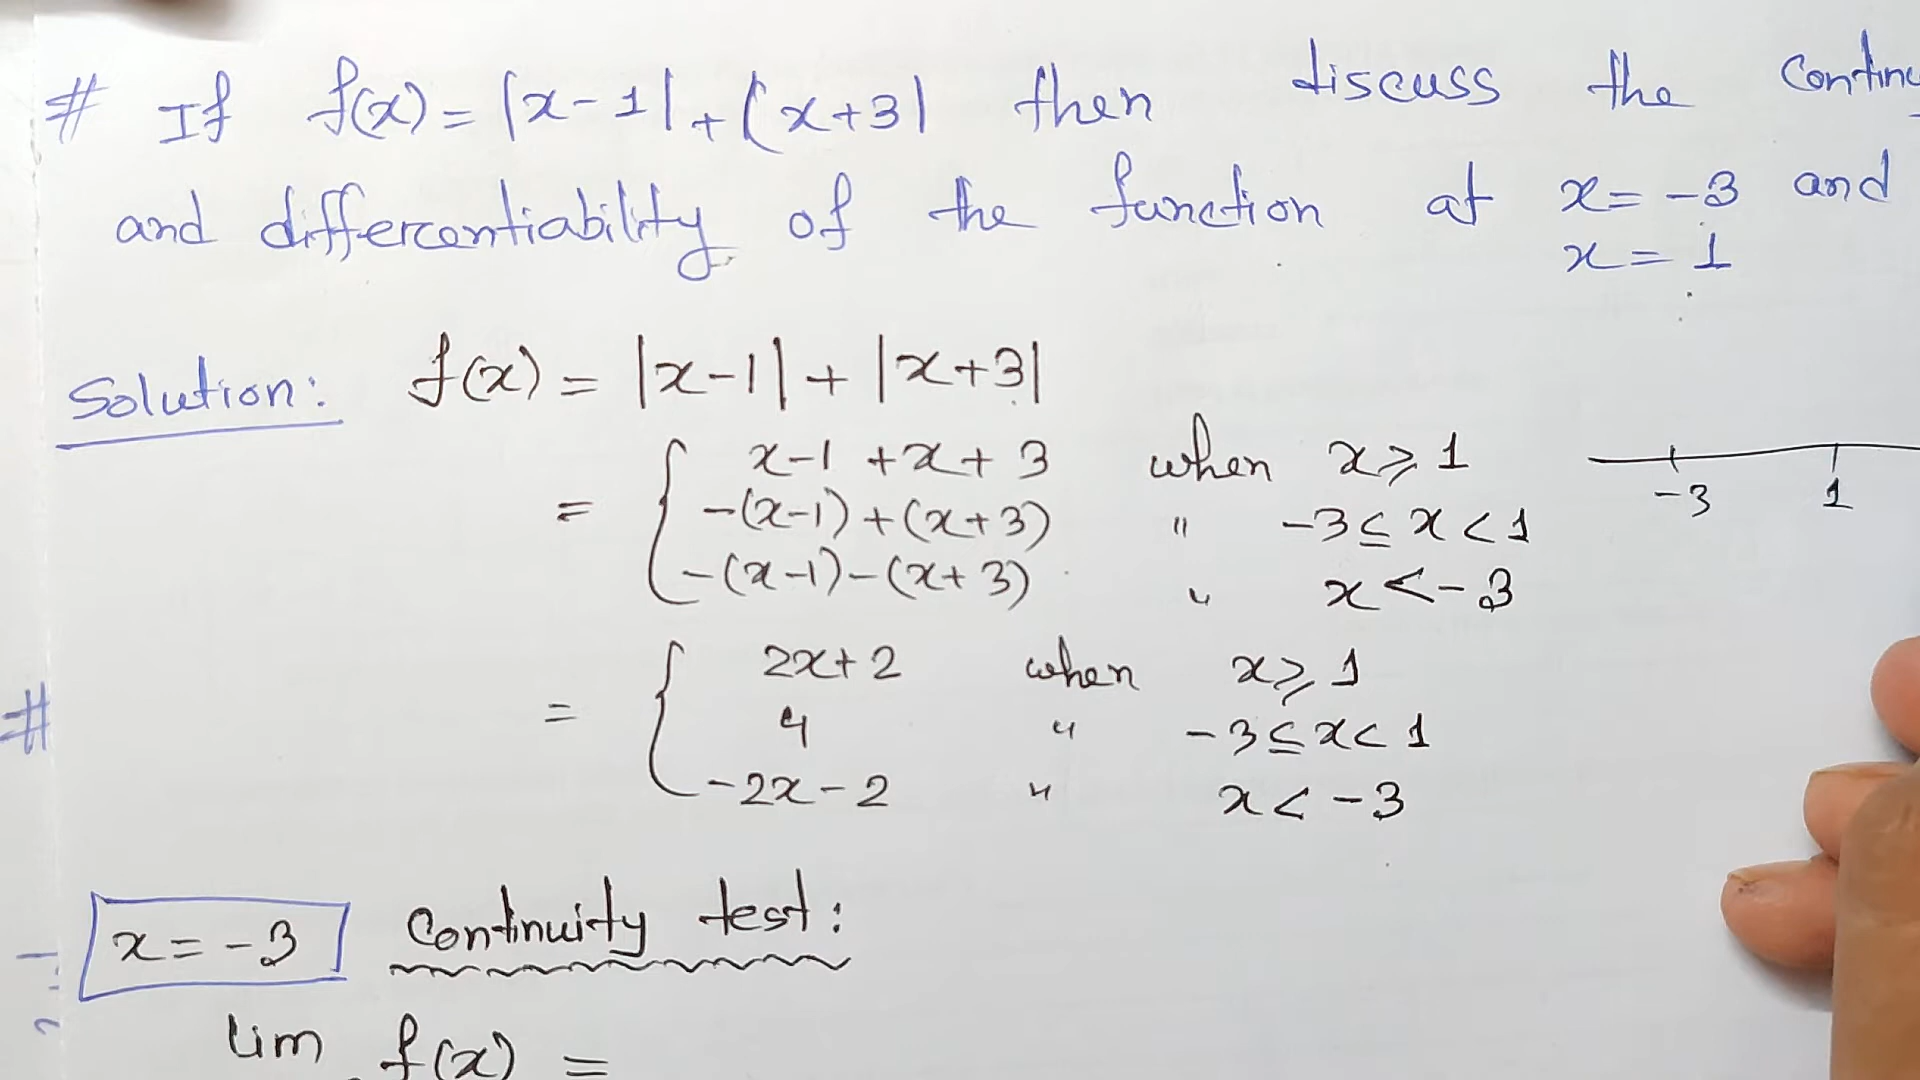 # If f(x) = |x-1| + (x+3| then discuss the
and differentiability of the function at x = -3 and
x = 1
Solution: f(x) = |x-1| + |x+3|
= { x-1 + x + 3 when x ⩾ 1
-(x-1) + (x+3) " -3 ≤ x < 1
-(x-1) - (x+3) " x < -3
-3 1
= { 2x+2 when x ⩾ 1
4 " -3 ≤ x < 1
-2x - 2 " x < -3
#
x = -3 Continuity test:
lim f(x) =